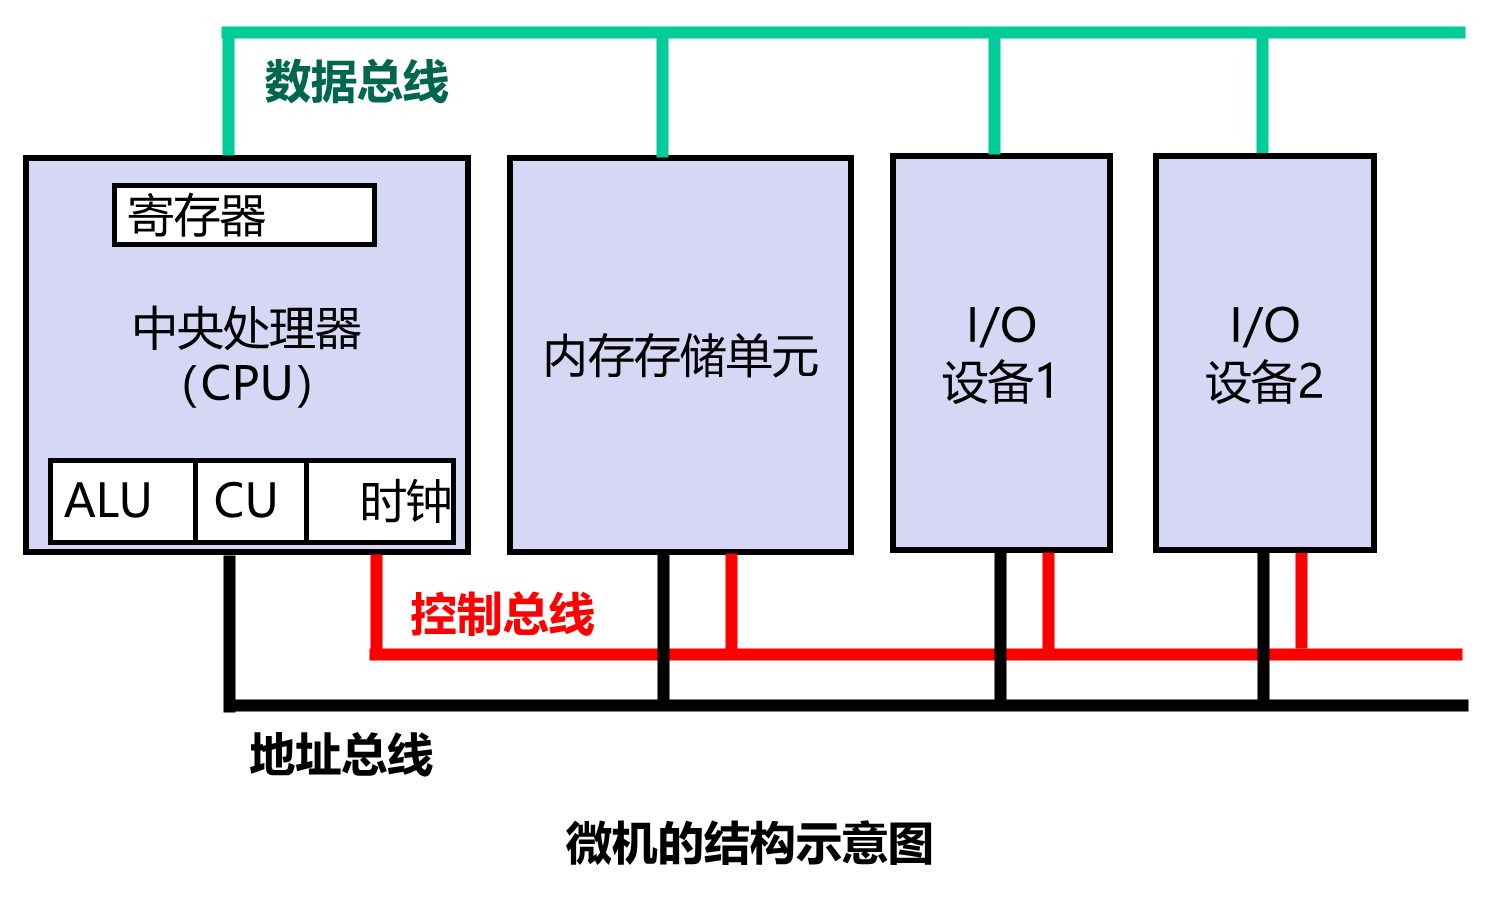 数据总线
寄存器
中央处理器
(CPU)
ALU
CU
时钟
内存存储单元
I/O
设备1
I/O
设备2
控制总线
地址总线
微机的结构示意图